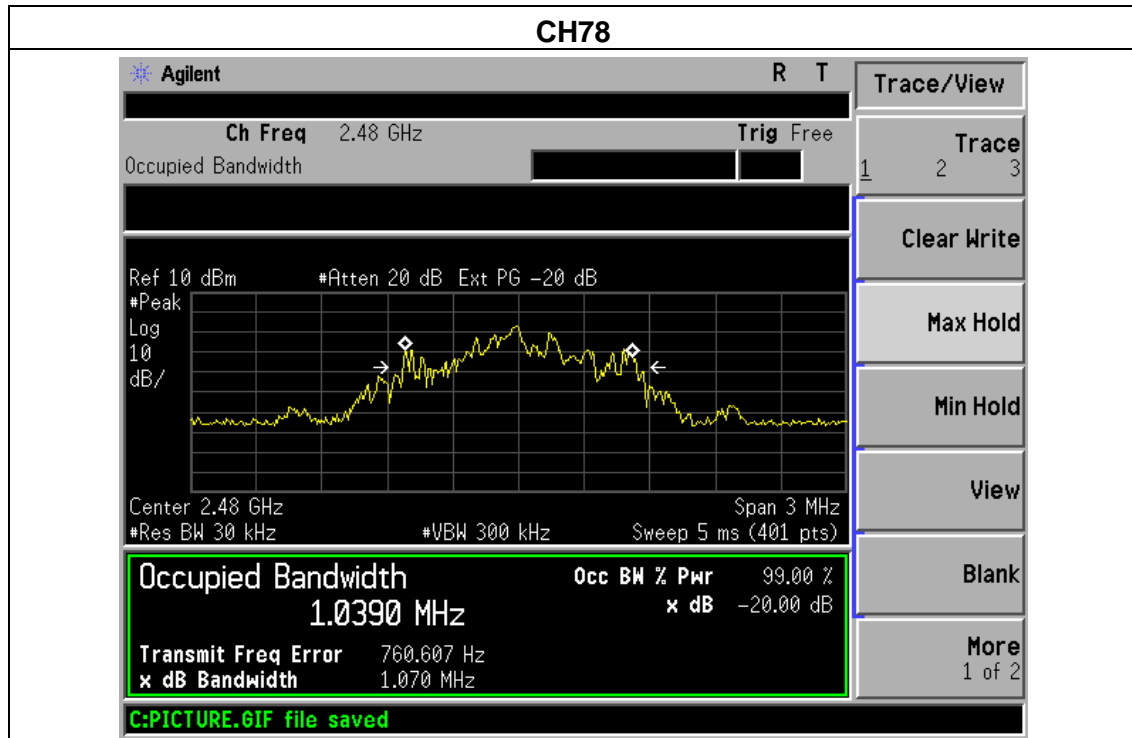 CH78
Agilent R T
Trace/View
Ch Freq 2.48 GHz Trig Free
Occupied Bandwidth
Trace
1 2 3
Clear Write
Ref 10 dBm #Atten 20 dB Ext PG -20 dB
#Peak
Log
10
dB/
Max Hold
Min Hold
View
Center 2.48 GHz Span 3 MHz
#Res BW 30 kHz #VBW 300 kHz Sweep 5 ms (401 pts)
Occupied Bandwidth Occ BW % Pwr 99.00 %
1.0390 MHz x dB -20.00 dB
Blank
Transmit Freq Error 760.607 Hz
x dB Bandwidth 1.070 MHz
More
1 of 2
C:PICTURE.GIF file saved